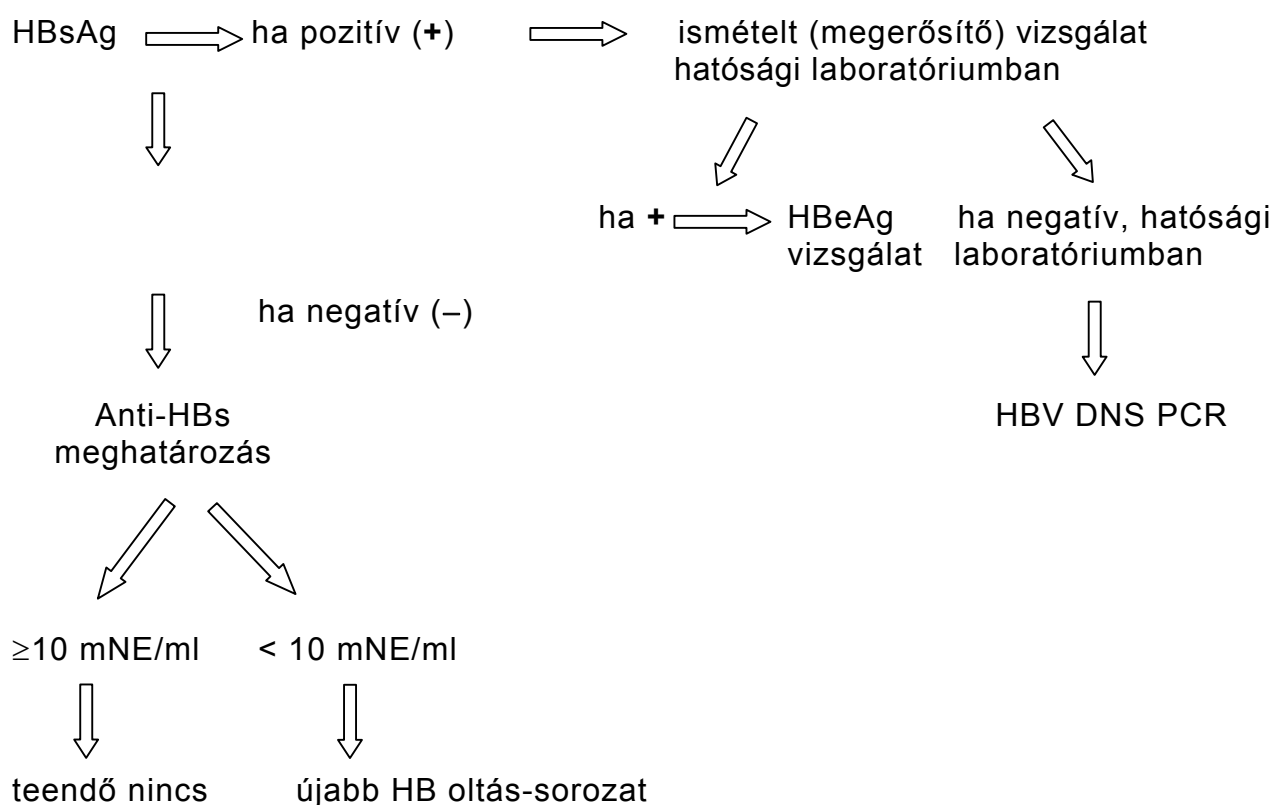 HBsAg ha pozitív (+) ismételt (megerősítő) vizsgálat
hatósági laboratóriumban
ha + HBeAg ha negatív, hatósági
vizsgálat laboratóriumban
ha negatív (–)
Anti-HBs HBV DNS PCR
meghatározás
≥10 mNE/ml < 10 mNE/ml
teendő nincs újabb HB oltás-sorozat